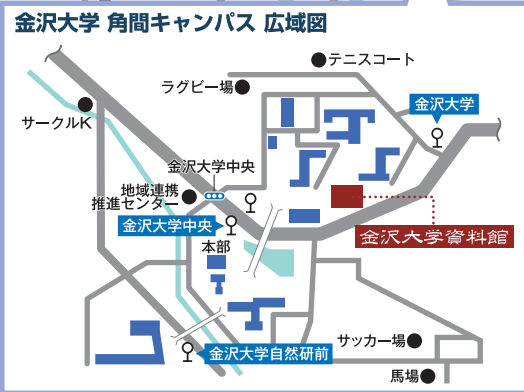 金沢大学 角間キャンパス 広域図
テニスコート
ラグビー場
金沢大学
サークルK
金沢大学中央
地域連携
推進センター
金沢大学中央
本部
金沢大学資料館
サッカー場
金沢大学自然研前
馬場